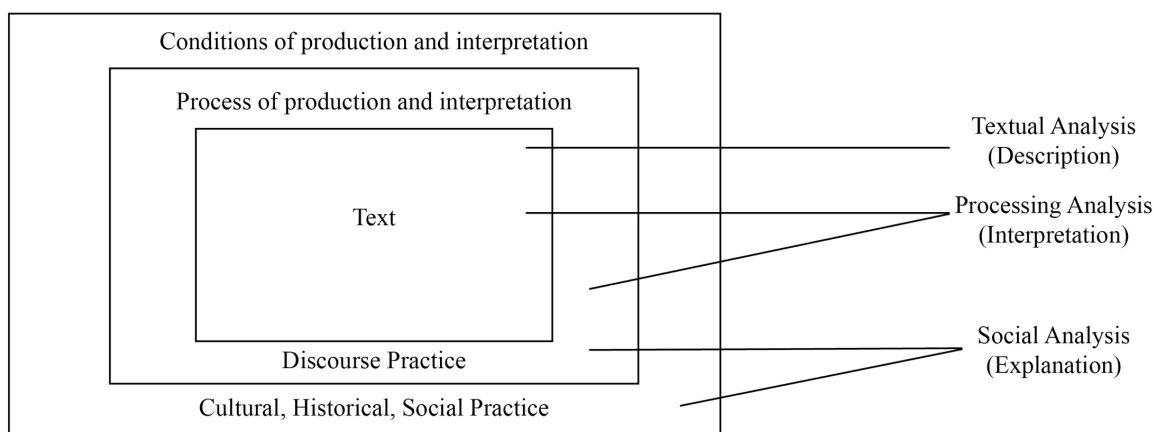 Conditions of production and interpretation
Process of production and interpretation
Text
Discourse Practice
Cultural, Historical, Social Practice
Textual Analysis
(Description)
Processing Analysis
(Interpretation)
Social Analysis
(Explanation)